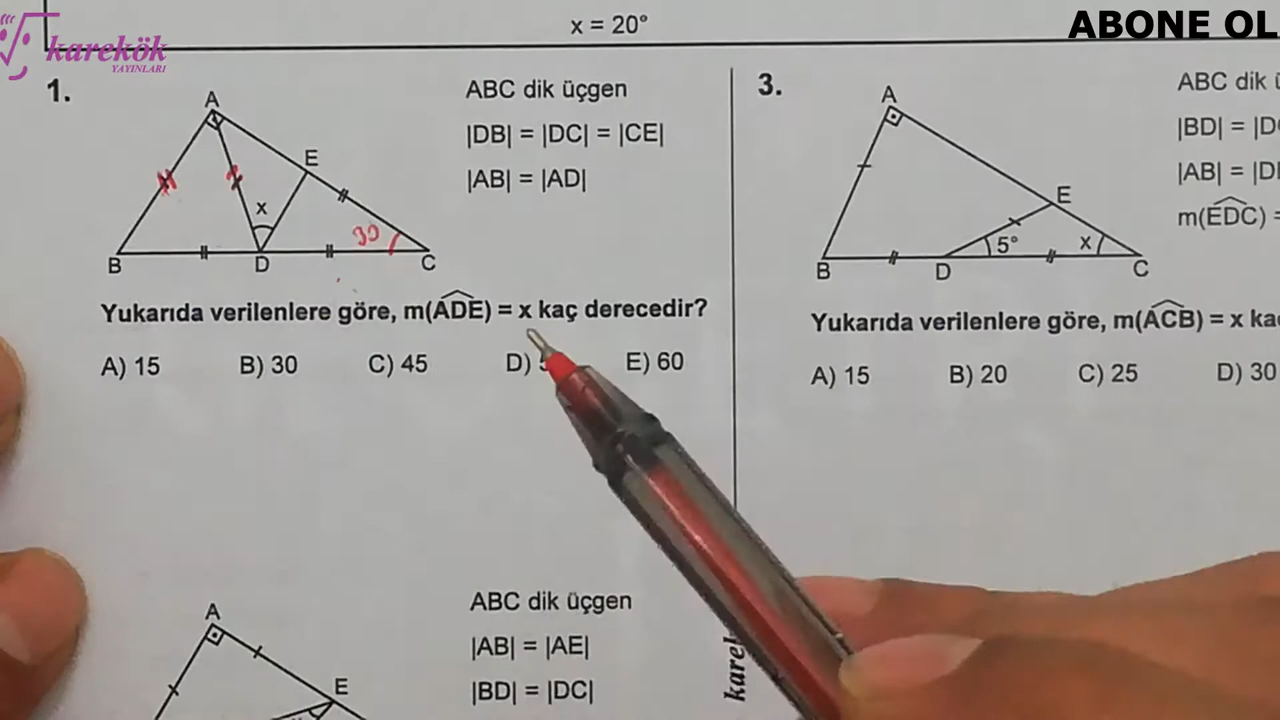 x = 20°
ABONE OL
karekök
YAYINLARI
1.
A
E
x
30
B
D
C
ABC dik üçgen
|DB| = |DC| = |CE|
|AB| = |AD|
Yukarıda verilenlere göre, m(ADE) = x kaç derecedir?
A) 15 B) 30 C) 45 D) E) 60
3.
A
E
5°
x
B
D
C
ABC dik
|BD| =
|AB| =
m(EDC) =
Yukarıda verilenlere göre, m(ACB) = x
A) 15 B) 20 C) 25 D) 30
A
E
ABC dik üçgen
|AB| = |AE|
|BD| = |DC|